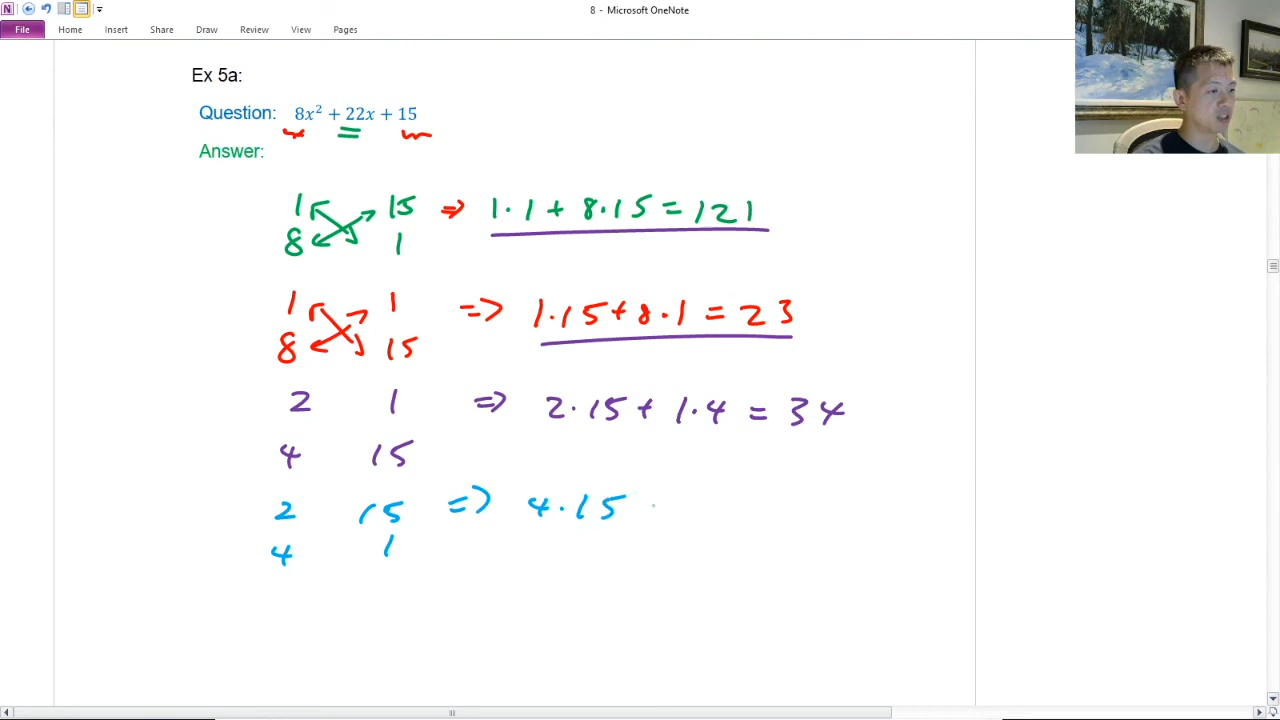 8 - Microsoft OneNote
File Home Insert Share Draw Review View Pages
Ex 5a:
Question: 8x² + 22x + 15
Answer:
1 15 ⇒ 1·1 + 8·15 = 121
8 1
1 1 ⇒ 1·15 + 8·1 = 23
8 15
2 1 ⇒ 2·15 + 1·4 = 34
4 15
2 15 ⇒ 4·15
4 1